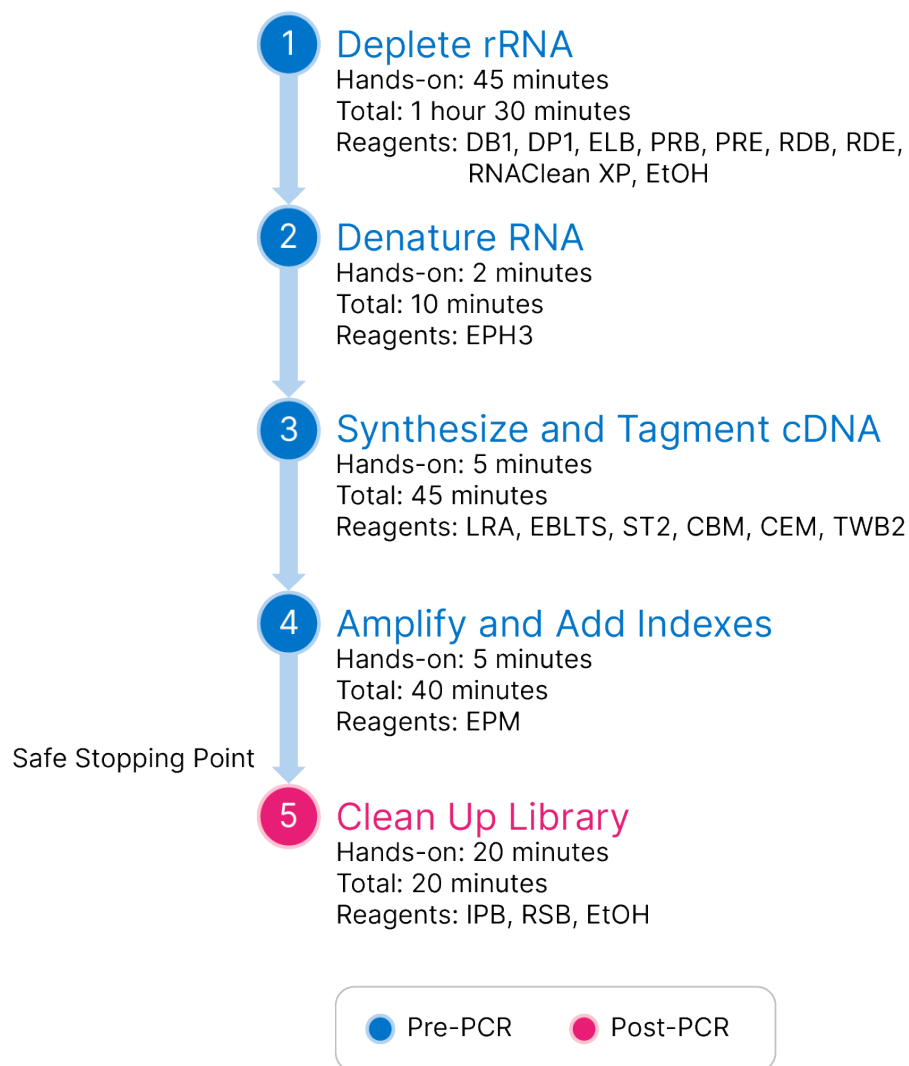 1 Deplete rRNA
Hands-on: 45 minutes
Total: 1 hour 30 minutes
Reagents: DB1, DP1, ELB, PRB, PRE, RDB, RDE,
RNAClean XP, EtOH
2 Denature RNA
Hands-on: 2 minutes
Total: 10 minutes
Reagents: EPH3
3 Synthesize and Tagment cDNA
Hands-on: 5 minutes
Total: 45 minutes
Reagents: LRA, EBLTS, ST2, CBM, CEM, TWB2
4 Amplify and Add Indexes
Hands-on: 5 minutes
Total: 40 minutes
Reagents: EPM
Safe Stopping Point
5 Clean Up Library
Hands-on: 20 minutes
Total: 20 minutes
Reagents: IPB, RSB, EtOH
Pre-PCR Post-PCR